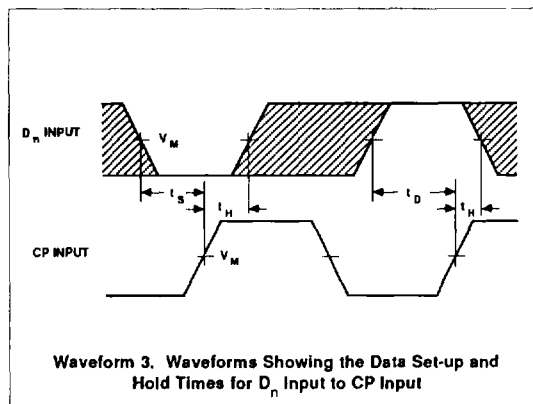 Dn INPUT
VM
tS
tH
tD
tH
CP INPUT
VM
Waveform 3. Waveforms Showing the Data Set-up and
Hold Times for Dn Input to CP Input